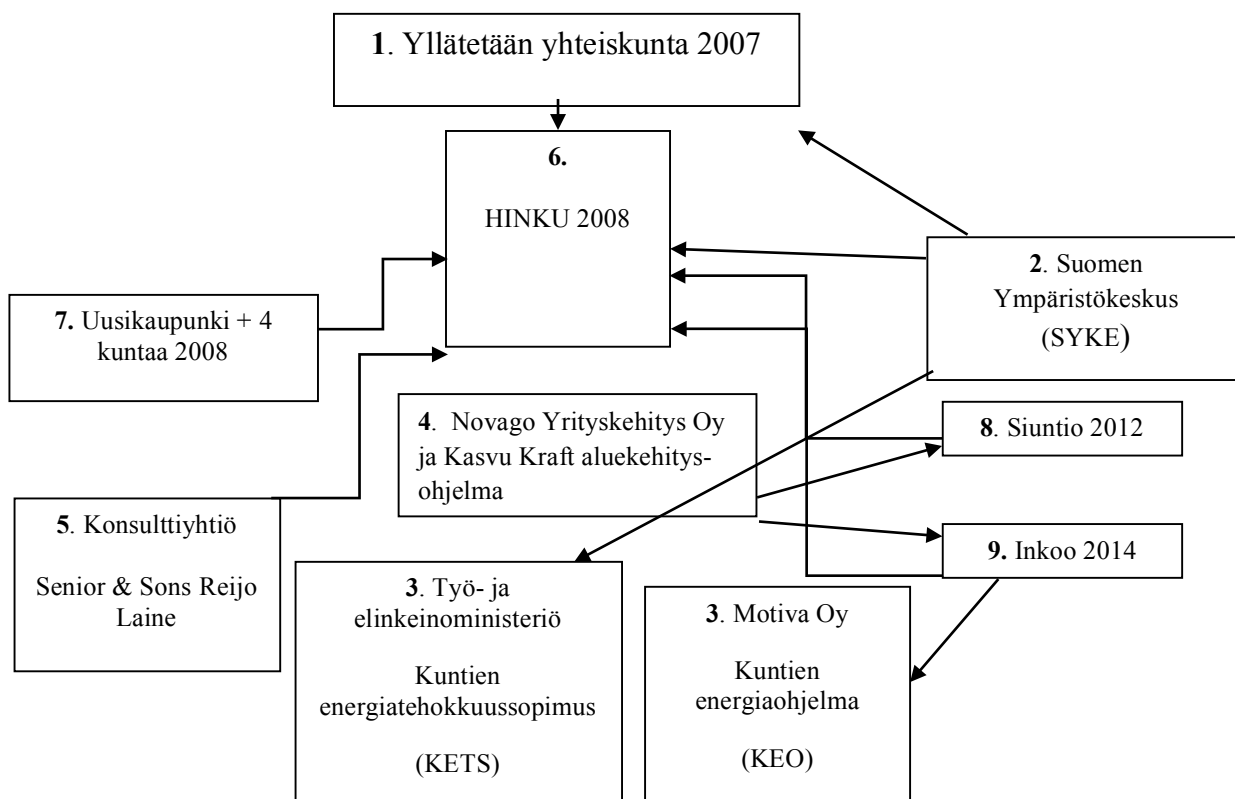 1. Yllätetään yhteiskunta 2007
6.
HINKU 2008
2. Suomen
Ympäristökeskus
(SYKE)
7. Uusikaupunki + 4
kuntaa 2008
4. Novago Yrityskehitys Oy
ja Kasvu Kraft aluekehitys-
ohjelma
8. Siuntio 2012
5. Konsulttiyhtiö
Senior & Sons Reijo
Laine
9. Inkoo 2014
3. Työ- ja
elinkeinoministeriö
Kuntien
energiatehokkuussopimus
(KETS)
3. Motiva Oy
Kuntien
energiaohjelma
(KEO)